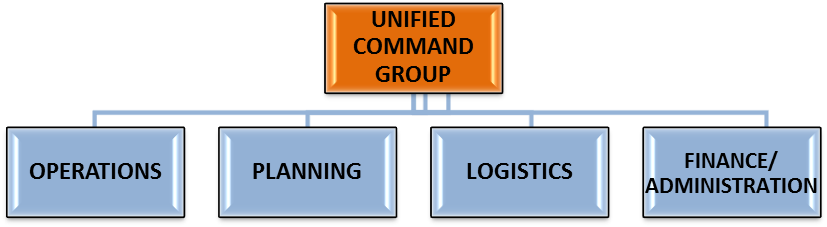 UNIFIED
COMMAND
GROUP
OPERATIONS
PLANNING
LOGISTICS
FINANCE/
ADMINISTRATION